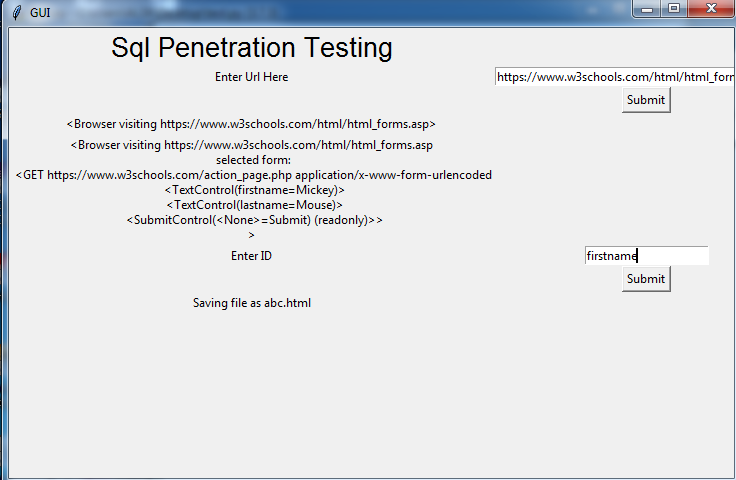 GUI
Sql Penetration Testing
Enter Url Here
https://www.w3schools.com/html/html_forn
Submit
<Browser visiting https://www.w3schools.com/html/html_forms.asp>
<Browser visiting https://www.w3schools.com/html/html_forms.asp
selected form:
<GET https://www.w3schools.com/action_page.php application/x-www-form-urlencoded
<TextControl(firstname=Mickey)>
<TextControl(lastname=Mouse)>
<SubmitControl(<None>=Submit) (readonly)>>
>
Enter ID
firstname
Submit
Saving file as abc.html